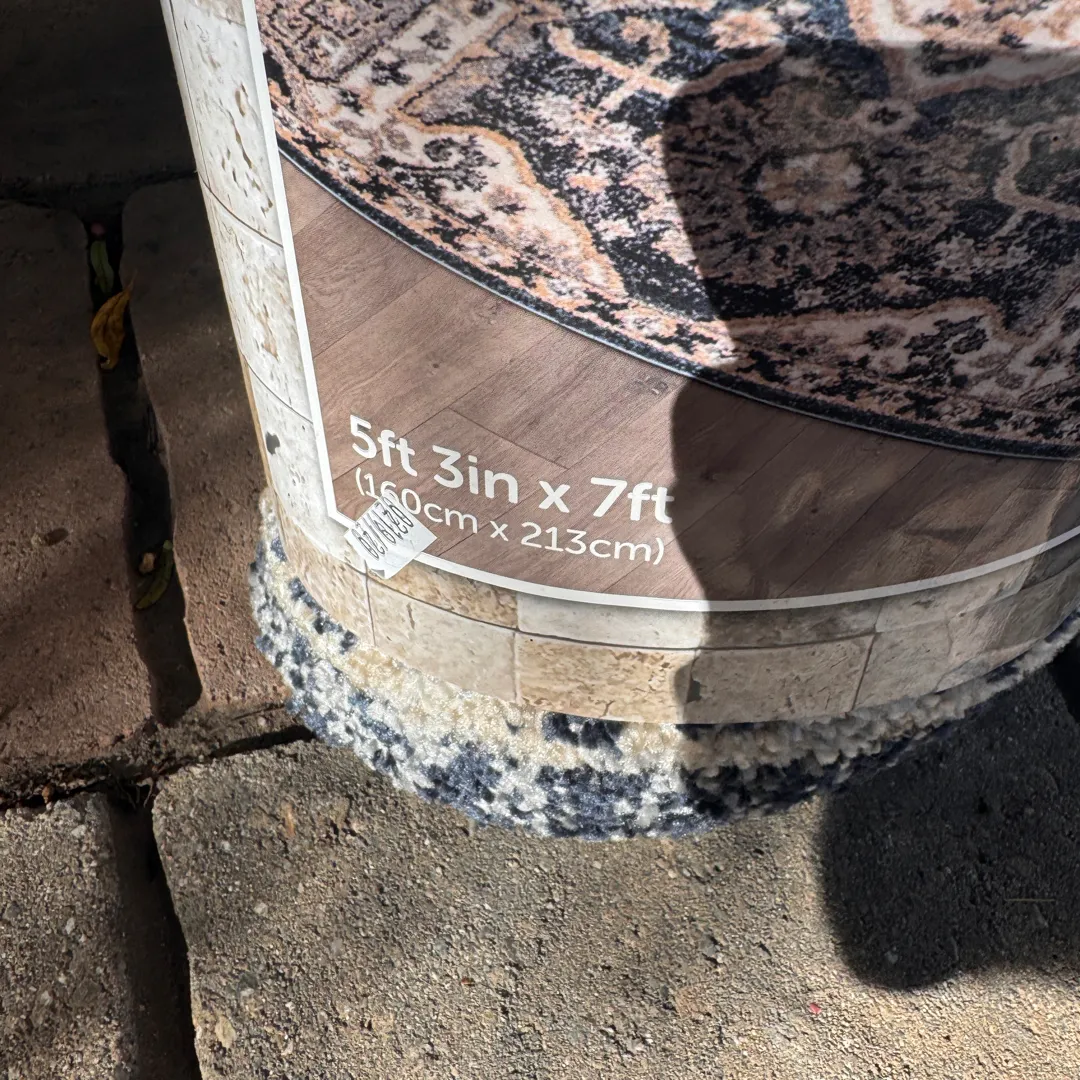 5ft 3in x 7ft
(160cm x 213cm)